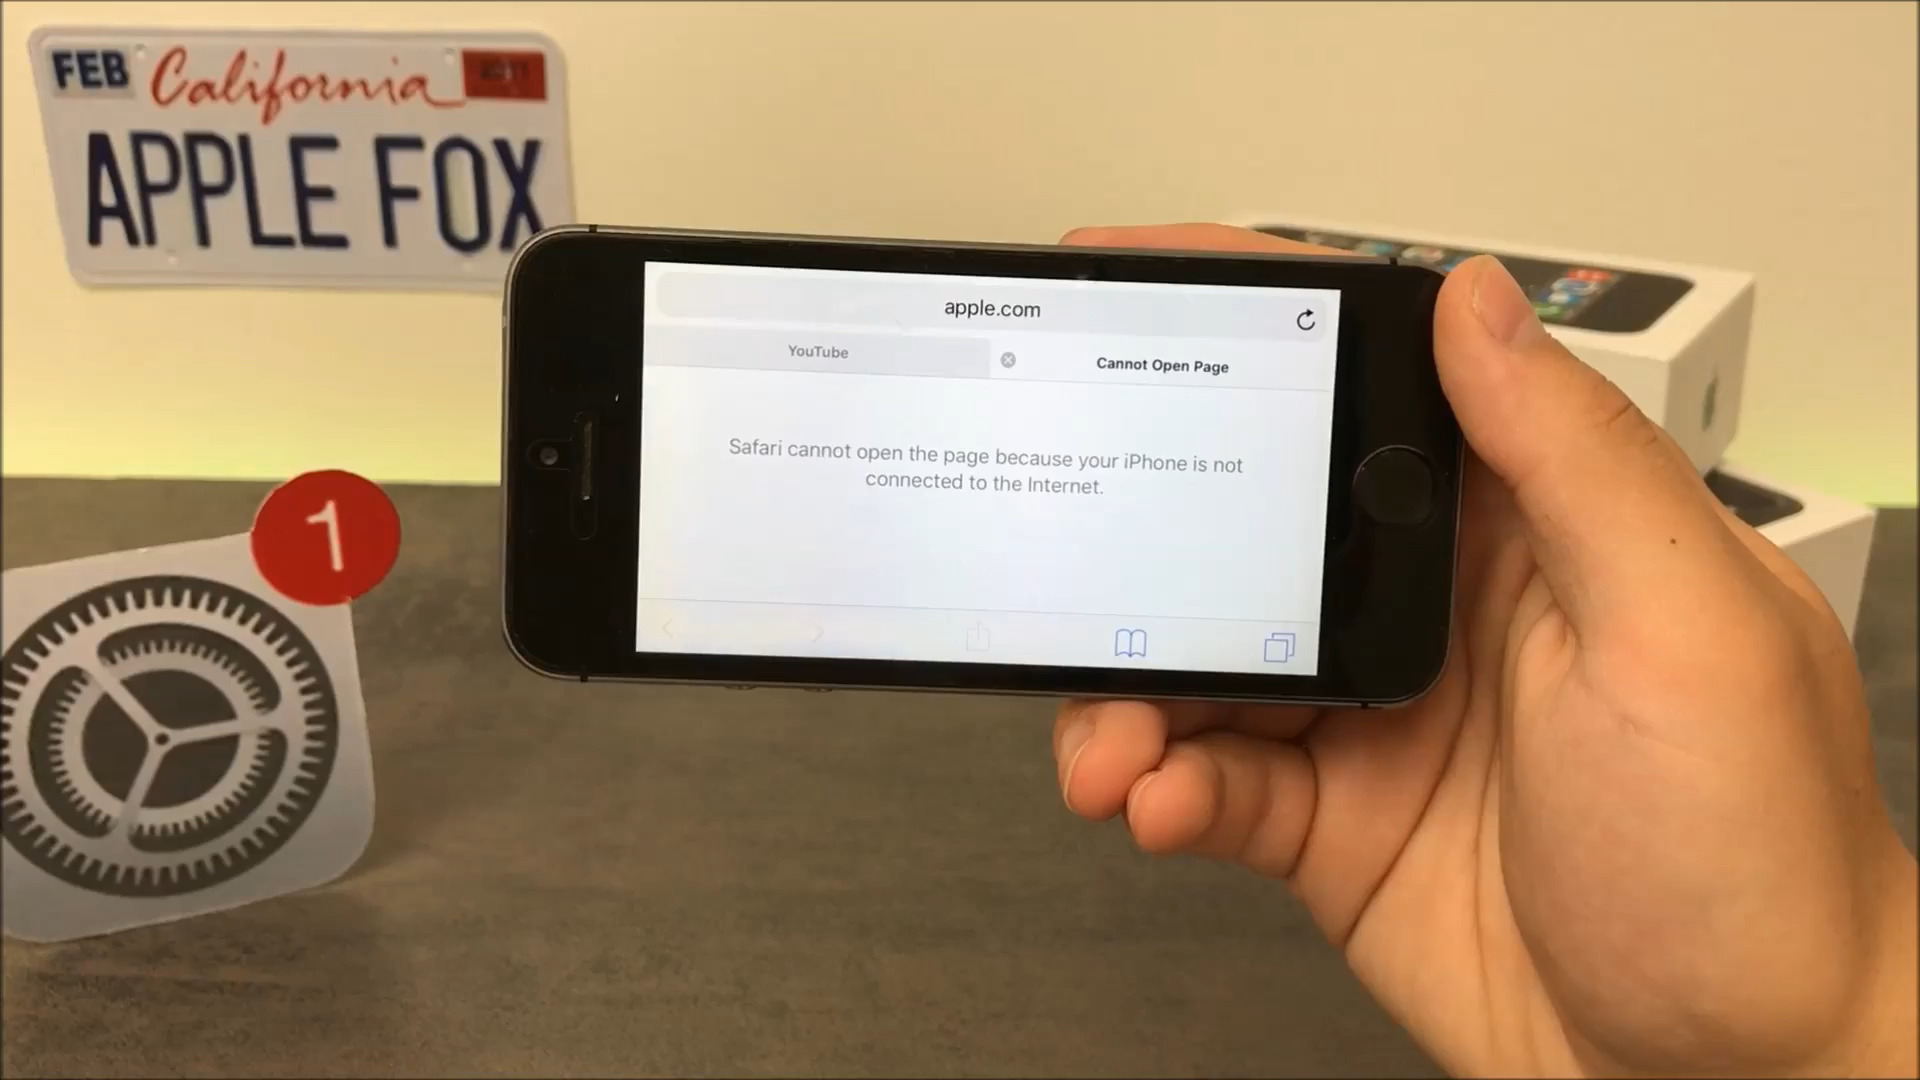 FEB California
APPLE FOX
apple.com
YouTube
Cannot Open Page
Safari cannot open the page because your iPhone is not
connected to the Internet.
1